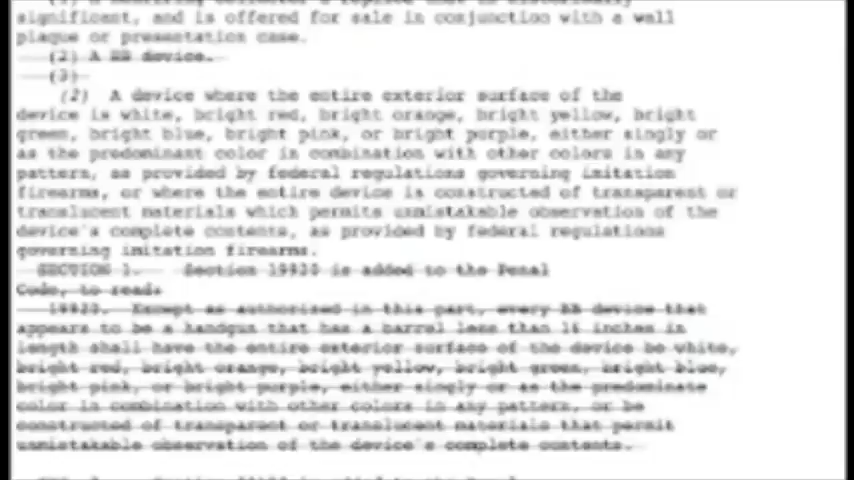 significant, and is offered for sale in conjunction with a wall
plaque or presentation case.
(2) A BB device.
(3)
(2) A device where the entire exterior surface of the
device is white, bright red, bright orange, bright yellow, bright
green, bright blue, bright pink, or bright purple, either singly or
as the predominant color in combination with other colors in any
pattern, as provided by federal regulations governing imitation
firearms, or where the entire device is constructed of transparent or
translucent materials which permits unmistakable observation of the
device's complete contents, as provided by federal regulations
governing imitation firearms.
SECTION 1. Section 19920 is added to the Penal
Code, to read:
19920. Except as authorized in this part, every BB device that
appears to be a handgun that has a barrel less than 16 inches in
length shall have the entire exterior surface of the device be white,
bright red, bright orange, bright yellow, bright green, bright blue,
bright pink, or bright purple, either singly or as the predominate
color in combination with other colors in any pattern, or be
constructed of transparent or translucent materials that permit
unmistakable observation of the device's complete contents.